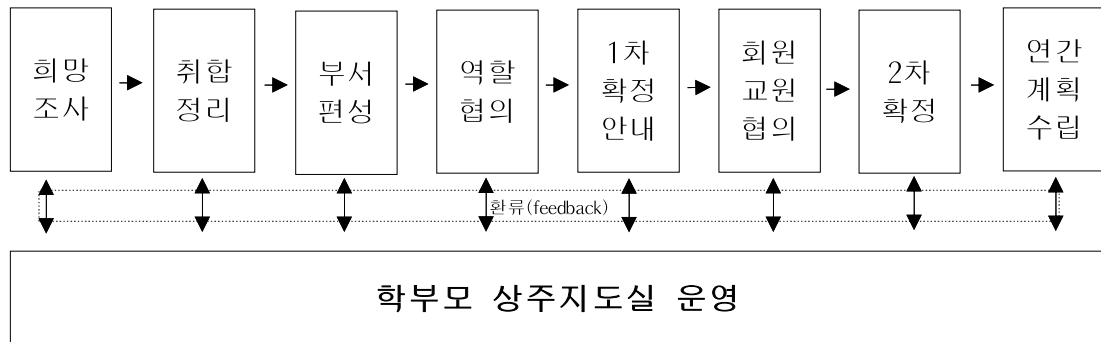 희망
조사
취합
정리
부서
편성
역할
협의
1차
확정
안내
회원
교원
협의
2차
확정
연간
계획
수립
환류(feedback)
학부모 상주지도실 운영